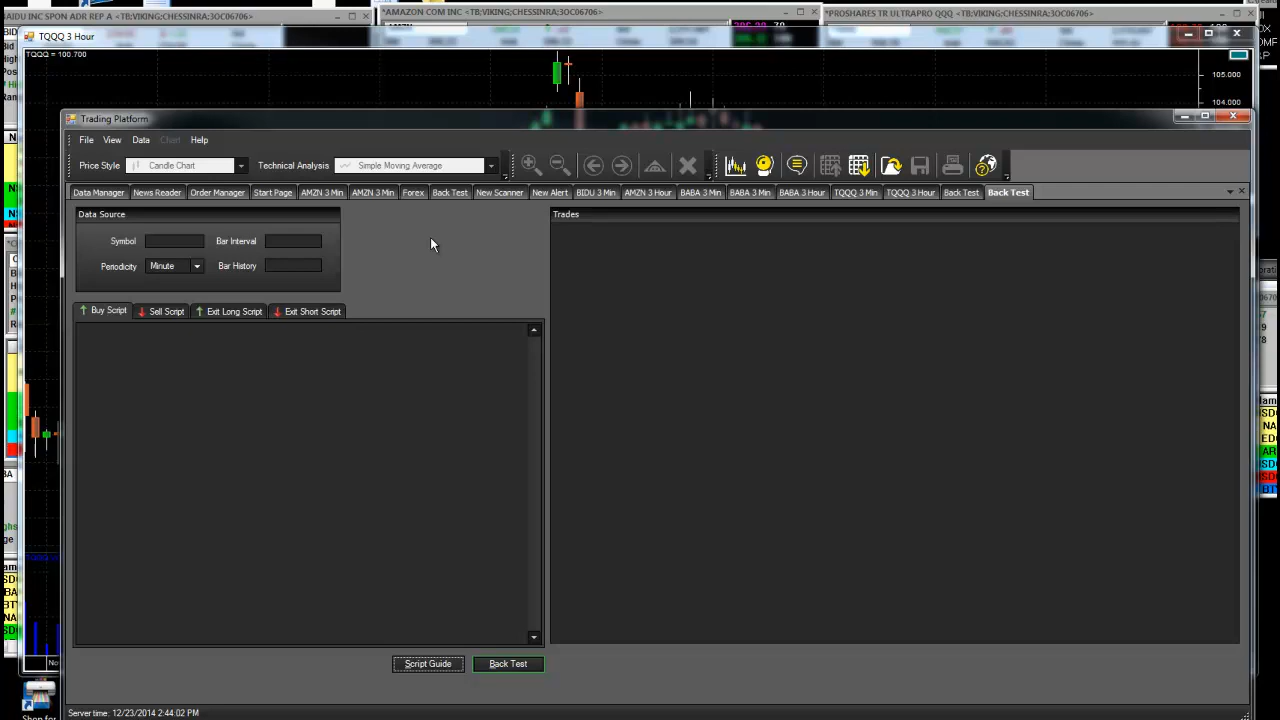 BAIDU INC SPON ADR REP A <TB;VIKING;CHESSINRA;3OC06706>
*AMAZON COM INC <TB;VIKING;CHESSINRA;3OC06706>
*PROSHARES TR ULTRAPRO QQQ <TB;VIKING;CHESSINRA;3OC06706>
TQQQ 3 Hour
TQQQ = 100.700
105.000
104.000
Trading Platform
File View Data Chart Help
Price Style Candle Chart Technical Analysis Simple Moving Average
Data Manager News Reader Order Manager Start Page AMZN 3 Min AMZN 3 Min Forex Back Test New Scanner New Alert BIDU 3 Min AMZN 3 Hour BABA 3 Min BABA 3 Min BABA 3 Hour TQQQ 3 Min TQQQ 3 Hour Back Test Back Test
Data Source
Trades
Symbol Bar Interval
Periodicity Minute Bar History
Buy Script Sell Script Exit Long Script Exit Short Script
Script Guide Back Test
Server time: 12/23/2014 2:44:02 PM
Shop for